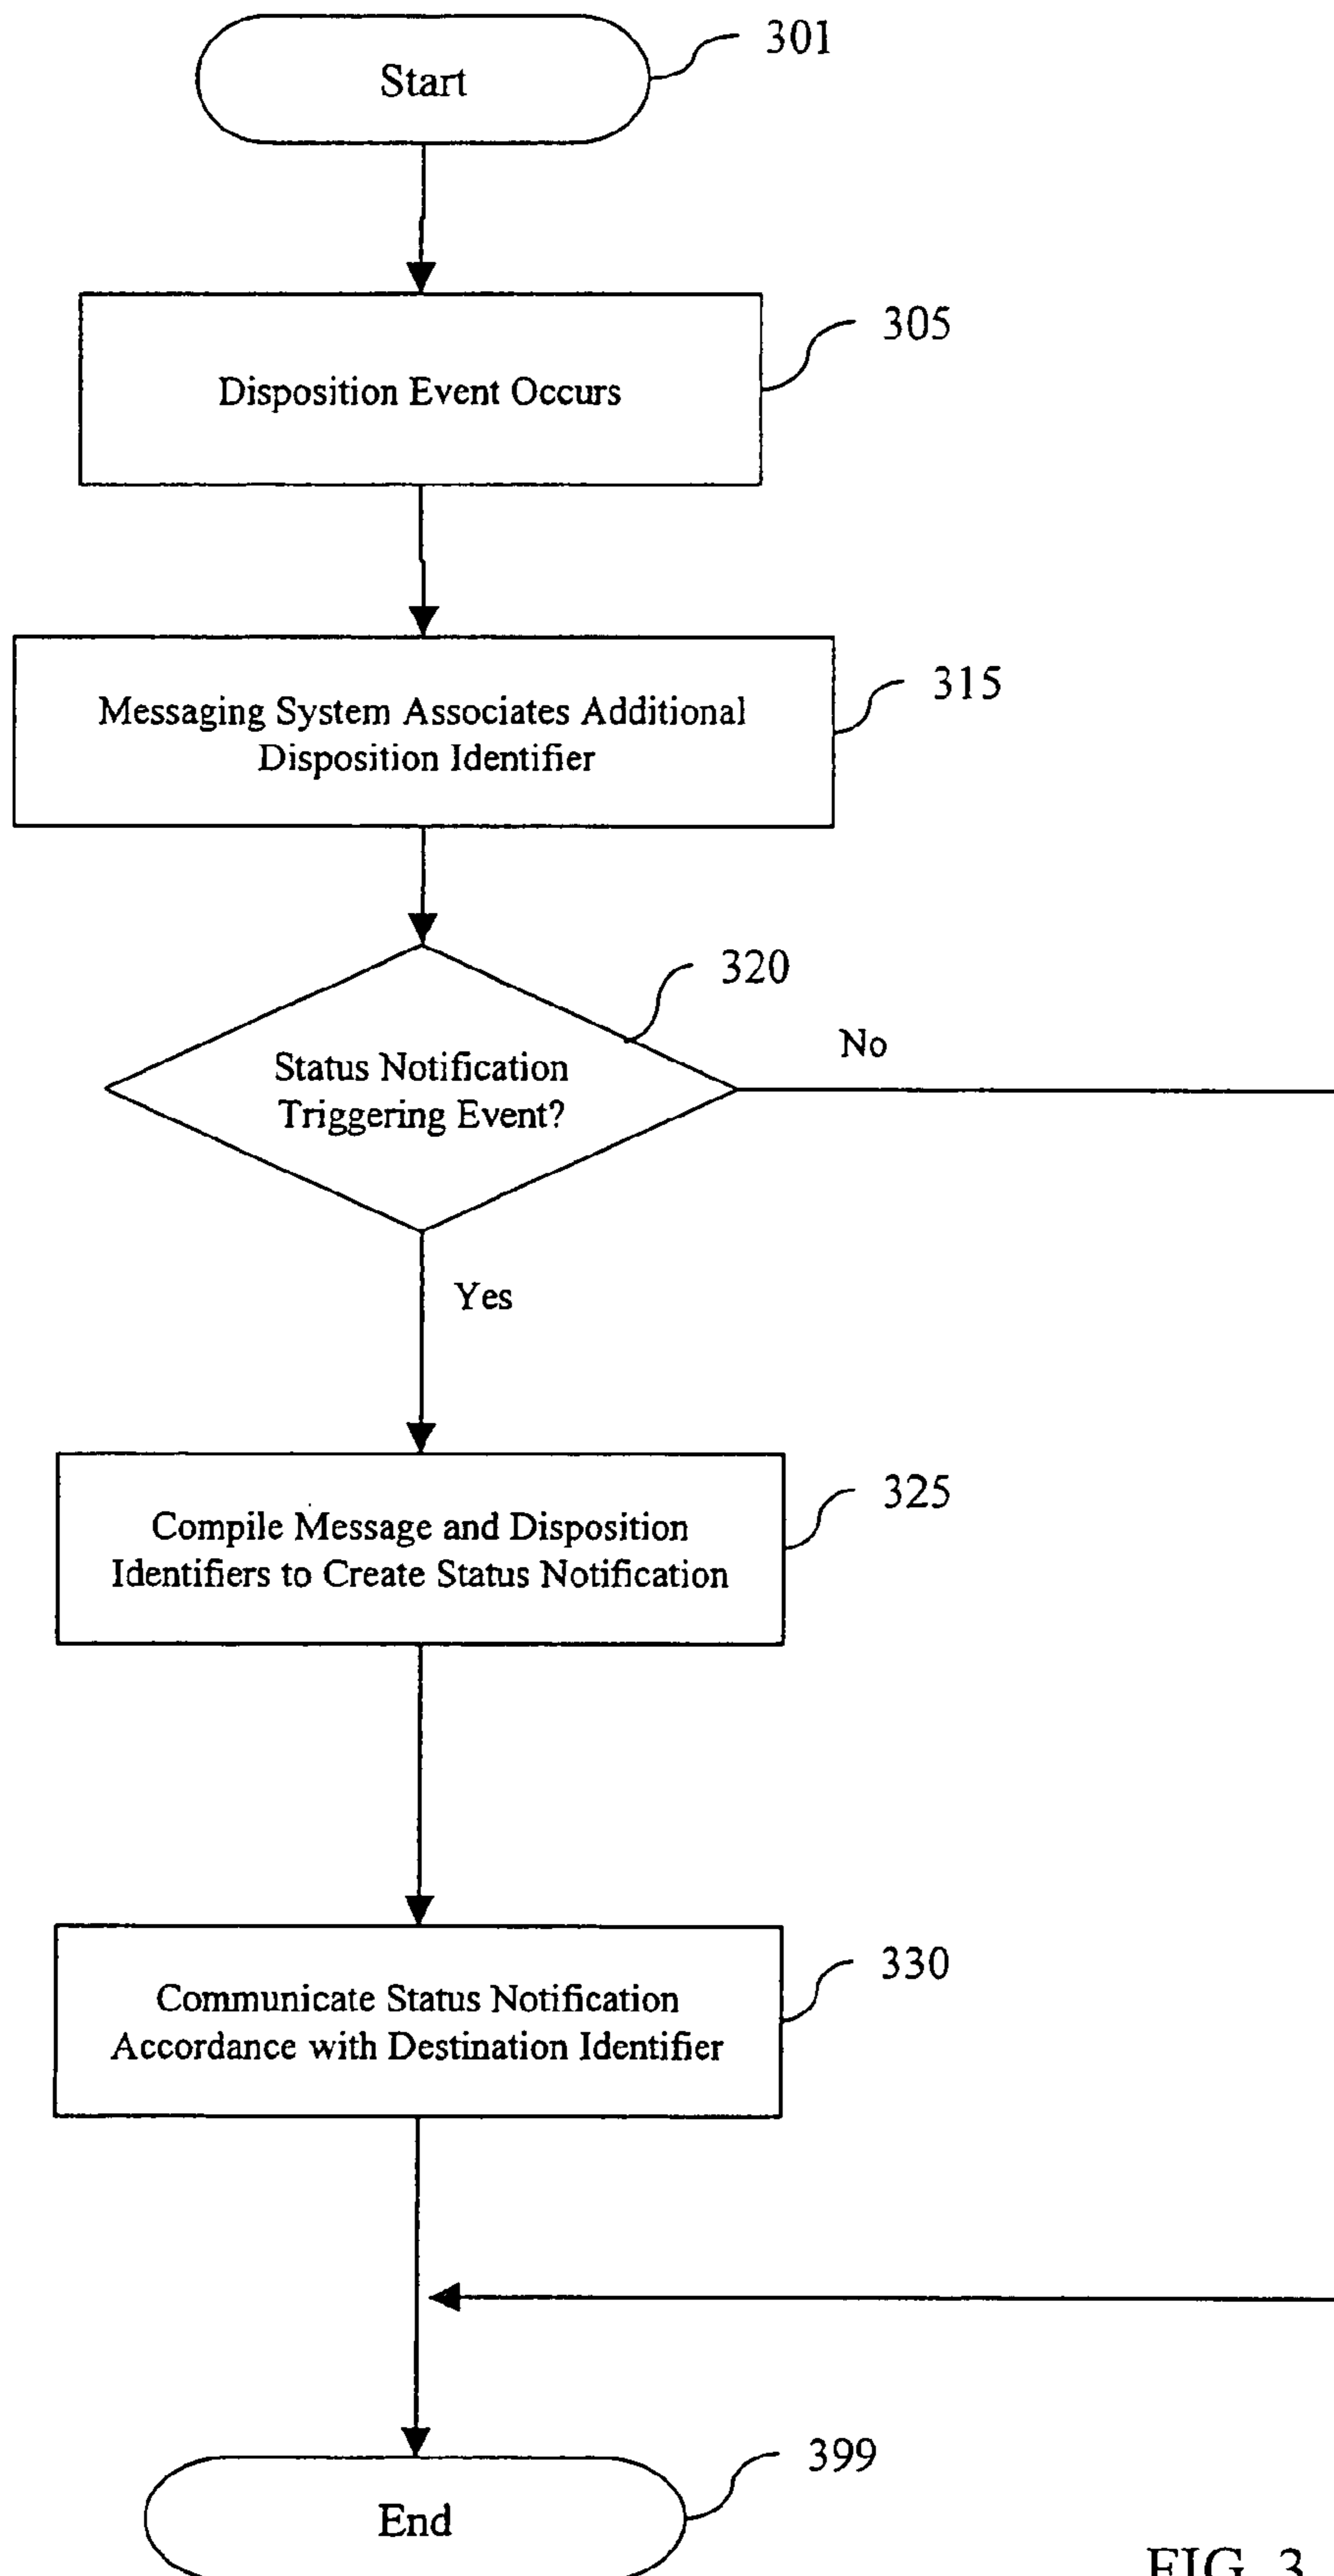 Start
301
Disposition Event Occurs
305
Messaging System Associates Additional
Disposition Identifier
315
320
Status Notification
Triggering Event?
No
Yes
Compile Message and Disposition
Identifiers to Create Status Notification
325
Communicate Status Notification
Accordance with Destination Identifier
330
End
399
FIG. 3